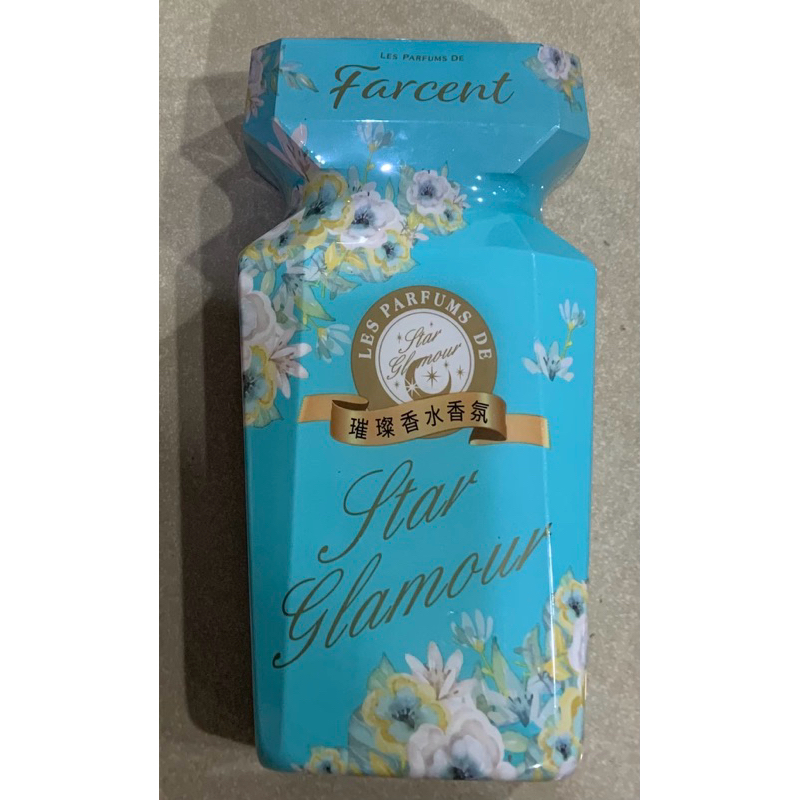 LES PARFUMS DE
Farcent
LES PARFUMS DE
Star
Glamour
璀璨香水香氛
Star
Glamour